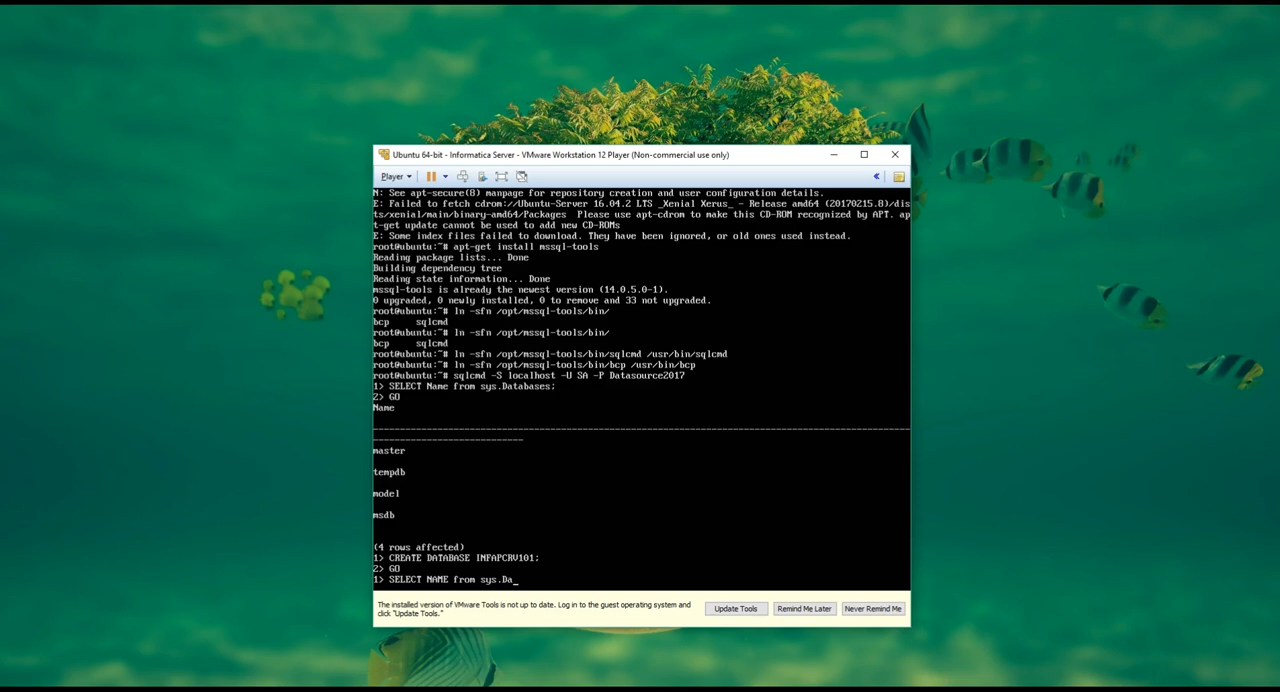 Ubuntu 64-bit - Informatica Server - VMware Workstation 12 Player (Non-commercial use only)
Player
N: See apt-secure(8) manpage for repository creation and user configuration details.
E: Failed to fetch cdrom://Ubuntu-Server 16.04.2 LTS _Xenial Xerus_ - Release amd64 (20170215.8)/dis
ts/xenial/main/binary-amd64/Packages  Please use apt-cdrom to make this CD-ROM recognized by APT. ap
t-get update cannot be used to add new CD-ROMs
E: Some index files failed to download. They have been ignored, or old ones used instead.
root@ubuntu:~# apt-get install mssql-tools
Reading package lists... Done
Building dependency tree
Reading state information... Done
mssql-tools is already the newest version (14.0.5.0-1).
0 upgraded, 0 newly installed, 0 to remove and 33 not upgraded.
root@ubuntu:~# ln -sfn /opt/mssql-tools/bin/
bcp     sqlcmd
root@ubuntu:~# ln -sfn /opt/mssql-tools/bin/
bcp     sqlcmd
root@ubuntu:~# ln -sfn /opt/mssql-tools/bin/sqlcmd /usr/bin/sqlcmd
root@ubuntu:~# ln -sfn /opt/mssql-tools/bin/bcp /usr/bin/bcp
root@ubuntu:~# sqlcmd -S localhost -U SA -P Datasource2017
1> SELECT Name from sys.Databases;
2> GO
Name
----------------------------------------------------------------------------------------------------
----------------------------
master
tempdb
model
msdb
(4 rows affected)
1> CREATE DATABASE INFAPCRV101;
2> GO
1> SELECT NAME from sys.Da_
The installed version of VMware Tools is not up to date. Log in to the guest operating system and
click "Update Tools."
Update Tools
Remind Me Later
Never Remind Me